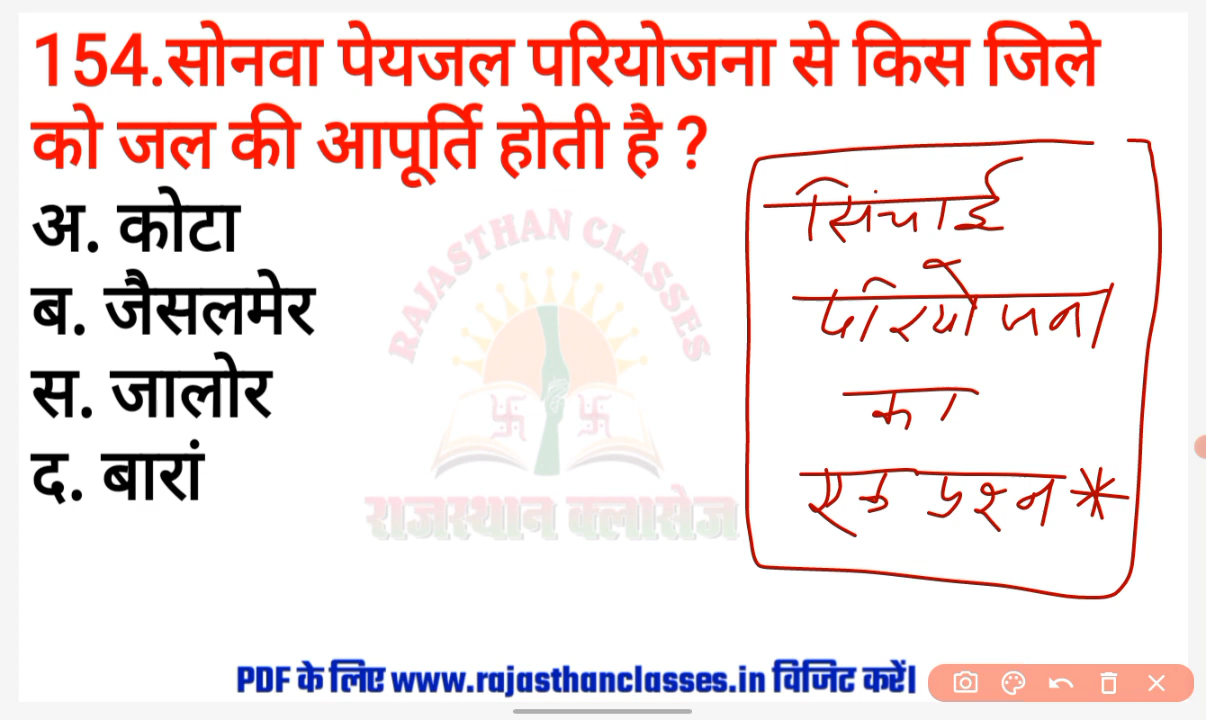 154.सोनवा पेयजल परियोजना से किस जिले
को जल की आपूर्ति होती है ?
अ. कोटा
ब. जैसलमेर
स. जालोर
द. बारां
सिंचाई
परियोजना
का
एक प्रश्न *
RAJASTHAN CLASSES
राजस्थान क्लासेज
PDF के लिए www.rajasthanclasses.in विजिट करें।